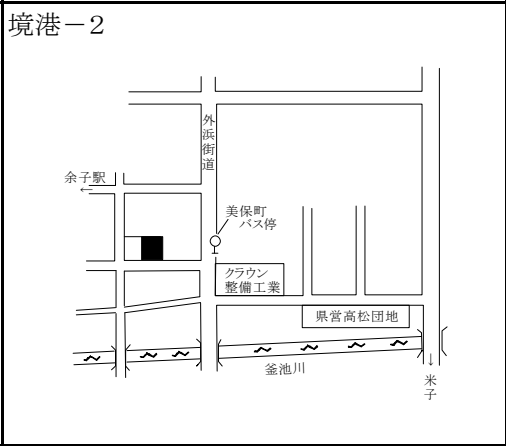 境港－2
外浜街道
余子駅
←
美保町
バス停
クラウン
整備工業
県営高松団地
釜池川
→
米子